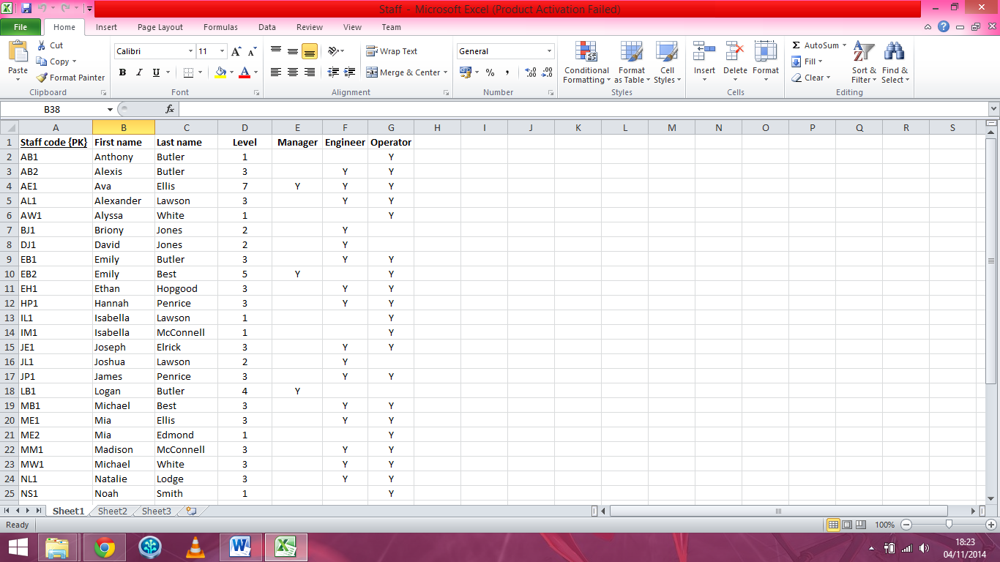 Staff - Microsoft Excel (Product Activation Failed)
File Home Insert Page Layout Formulas Data Review View Team
Paste Cut Copy Format Painter Clipboard
Calibri 11 A A B I U A Font
Wrap Text Merge & Center Alignment
General % , .00 .0 Number
Conditional Formatting Format as Table Cell Styles Styles
Insert Delete Format Cells
Σ AutoSum Fill Clear Sort & Filter Find & Select Editing
B38 fx
A B C D E F G H I J K L M N O P Q R S
1 Staff code {PK} First name Last name Level Manager Engineer Operator
2 AB1 Anthony Butler 1 Y
3 AB2 Alexis Butler 3 Y Y
4 AE1 Ava Ellis 7 Y Y Y
5 AL1 Alexander Lawson 3 Y Y
6 AW1 Alyssa White 1 Y
7 BJ1 Briony Jones 2 Y
8 DJ1 David Jones 2 Y
9 EB1 Emily Butler 3 Y Y
10 EB2 Emily Best 5 Y Y
11 EH1 Ethan Hopgood 3 Y Y
12 HP1 Hannah Penrice 3 Y Y
13 IL1 Isabella Lawson 1 Y
14 IM1 Isabella McConnell 1 Y
15 JE1 Joseph Elrick 3 Y Y
16 JL1 Joshua Lawson 2 Y
17 JP1 James Penrice 3 Y Y
18 LB1 Logan Butler 4 Y
19 MB1 Michael Best 3 Y Y
20 ME1 Mia Ellis 3 Y Y
21 ME2 Mia Edmond 1 Y
22 MM1 Madison McConnell 3 Y Y
23 MW1 Michael White 3 Y Y
24 NL1 Natalie Lodge 3 Y Y
25 NS1 Noah Smith 1 Y
Sheet1 Sheet2 Sheet3
Ready 100%
18:23
04/11/2014